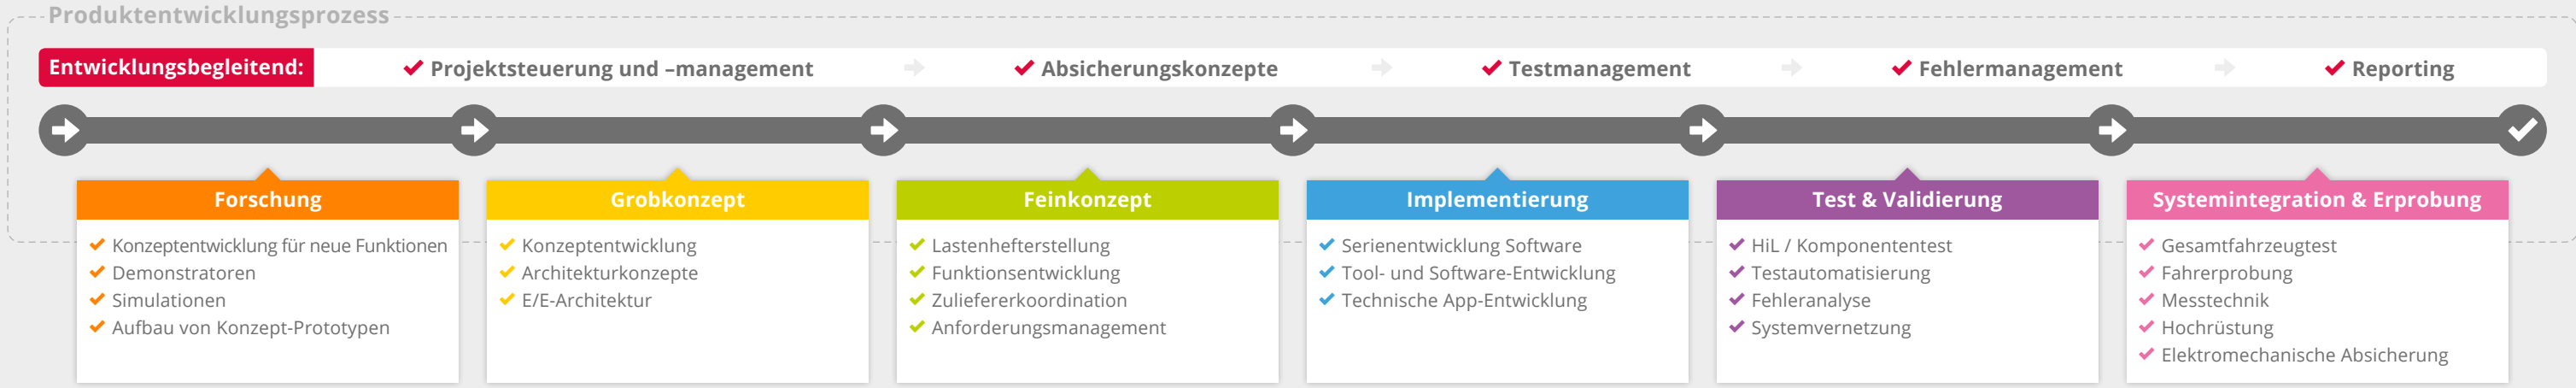 Produktentwicklungsprozess
Entwicklungsbegleitend:
Projektsteuerung und –management
Absicherungskonzepte
Testmanagement
Fehlermanagement
Reporting
Forschung
Konzeptentwicklung für neue Funktionen
Demonstratoren
Simulationen
Aufbau von Konzept-Prototypen
Grobkonzept
Konzeptentwicklung
Architekturkonzepte
E/E-Architektur
Feinkonzept
Lastenhefterstellung
Funktionsentwicklung
Zuliefererkoordination
Anforderungsmanagement
Implementierung
Serienentwicklung Software
Tool- und Software-Entwicklung
Technische App-Entwicklung
Test & Validierung
HiL / Komponententest
Testautomatisierung
Fehleranalyse
Systemvernetzung
Systemintegration & Erprobung
Gesamtfahrzeugtest
Fahrerprobung
Messtechnik
Hochrüstung
Elektromechanische Absicherung